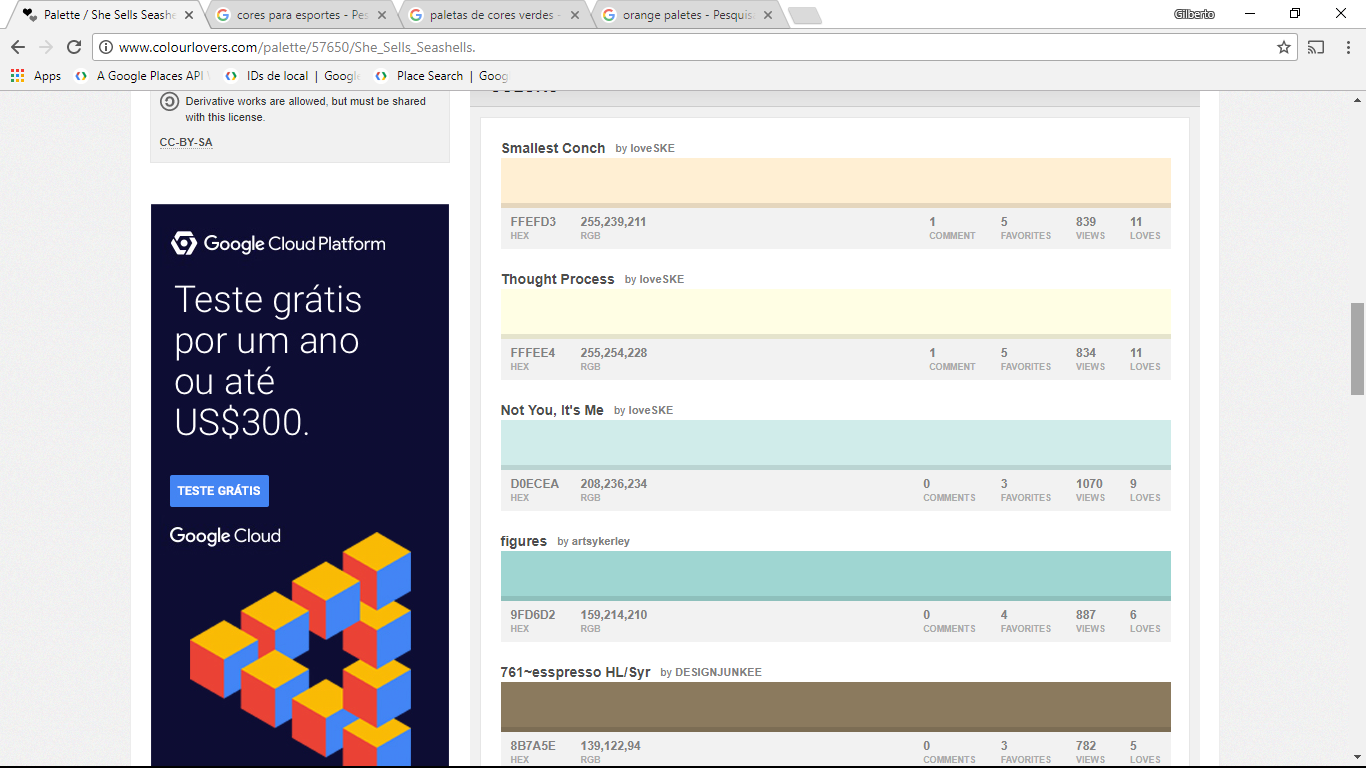 Palette / She Sells Seashe
cores para esportes - Pes
paletas de cores verdes -
orange paletes - Pesquis
Gilberto
www.colourlovers.com/palette/57650/She_Sells_Seashells.
Apps
A Google Places API
IDs de local | Google
Place Search | Goog
Derivative works are allowed, but must be shared
with this license.
CC-BY-SA
Google Cloud Platform
Teste grátis
por um ano
ou até
US$300.
TESTE GRÁTIS
Google Cloud
Smallest Conch by loveSKE
FFEFD3 255,239,211 1 5 839 11
HEX RGB COMMENT FAVORITES VIEWS LOVES
Thought Process by loveSKE
FFFEE4 255,254,228 1 5 834 11
HEX RGB COMMENT FAVORITES VIEWS LOVES
Not You, It's Me by loveSKE
D0ECEA 208,236,234 0 3 1070 9
HEX RGB COMMENTS FAVORITES VIEWS LOVES
figures by artsykerley
9FD6D2 159,214,210 0 4 887 6
HEX RGB COMMENTS FAVORITES VIEWS LOVES
761~esspresso HL/Syr by DESIGNJUNKEE
8B7A5E 139,122,94 0 3 782 5
HEX RGB COMMENTS FAVORITES VIEWS LOVES